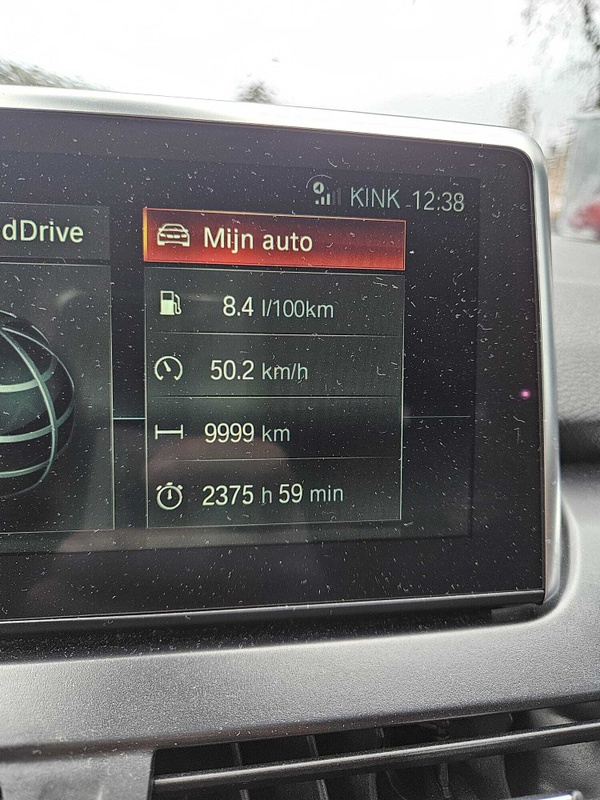 KINK 12:38
dDrive
Mijn auto
8.4 l/100km
50.2 km/h
9999 km
2375 h 59 min